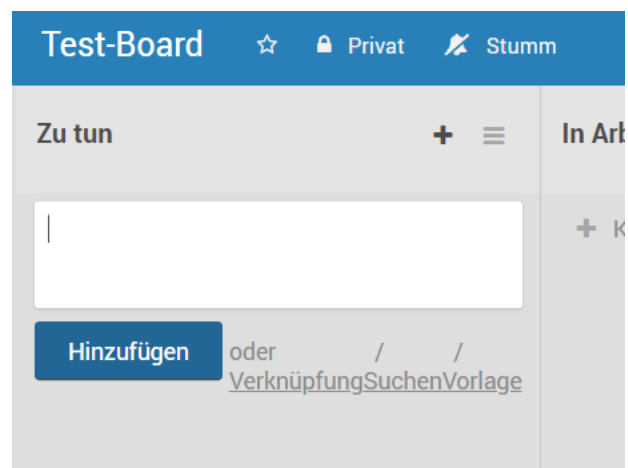 Test-Board Privat Stumm
Zu tun
In Arb
Hinzufügen
oder / /
VerknüpfungSuchenVorlage
K